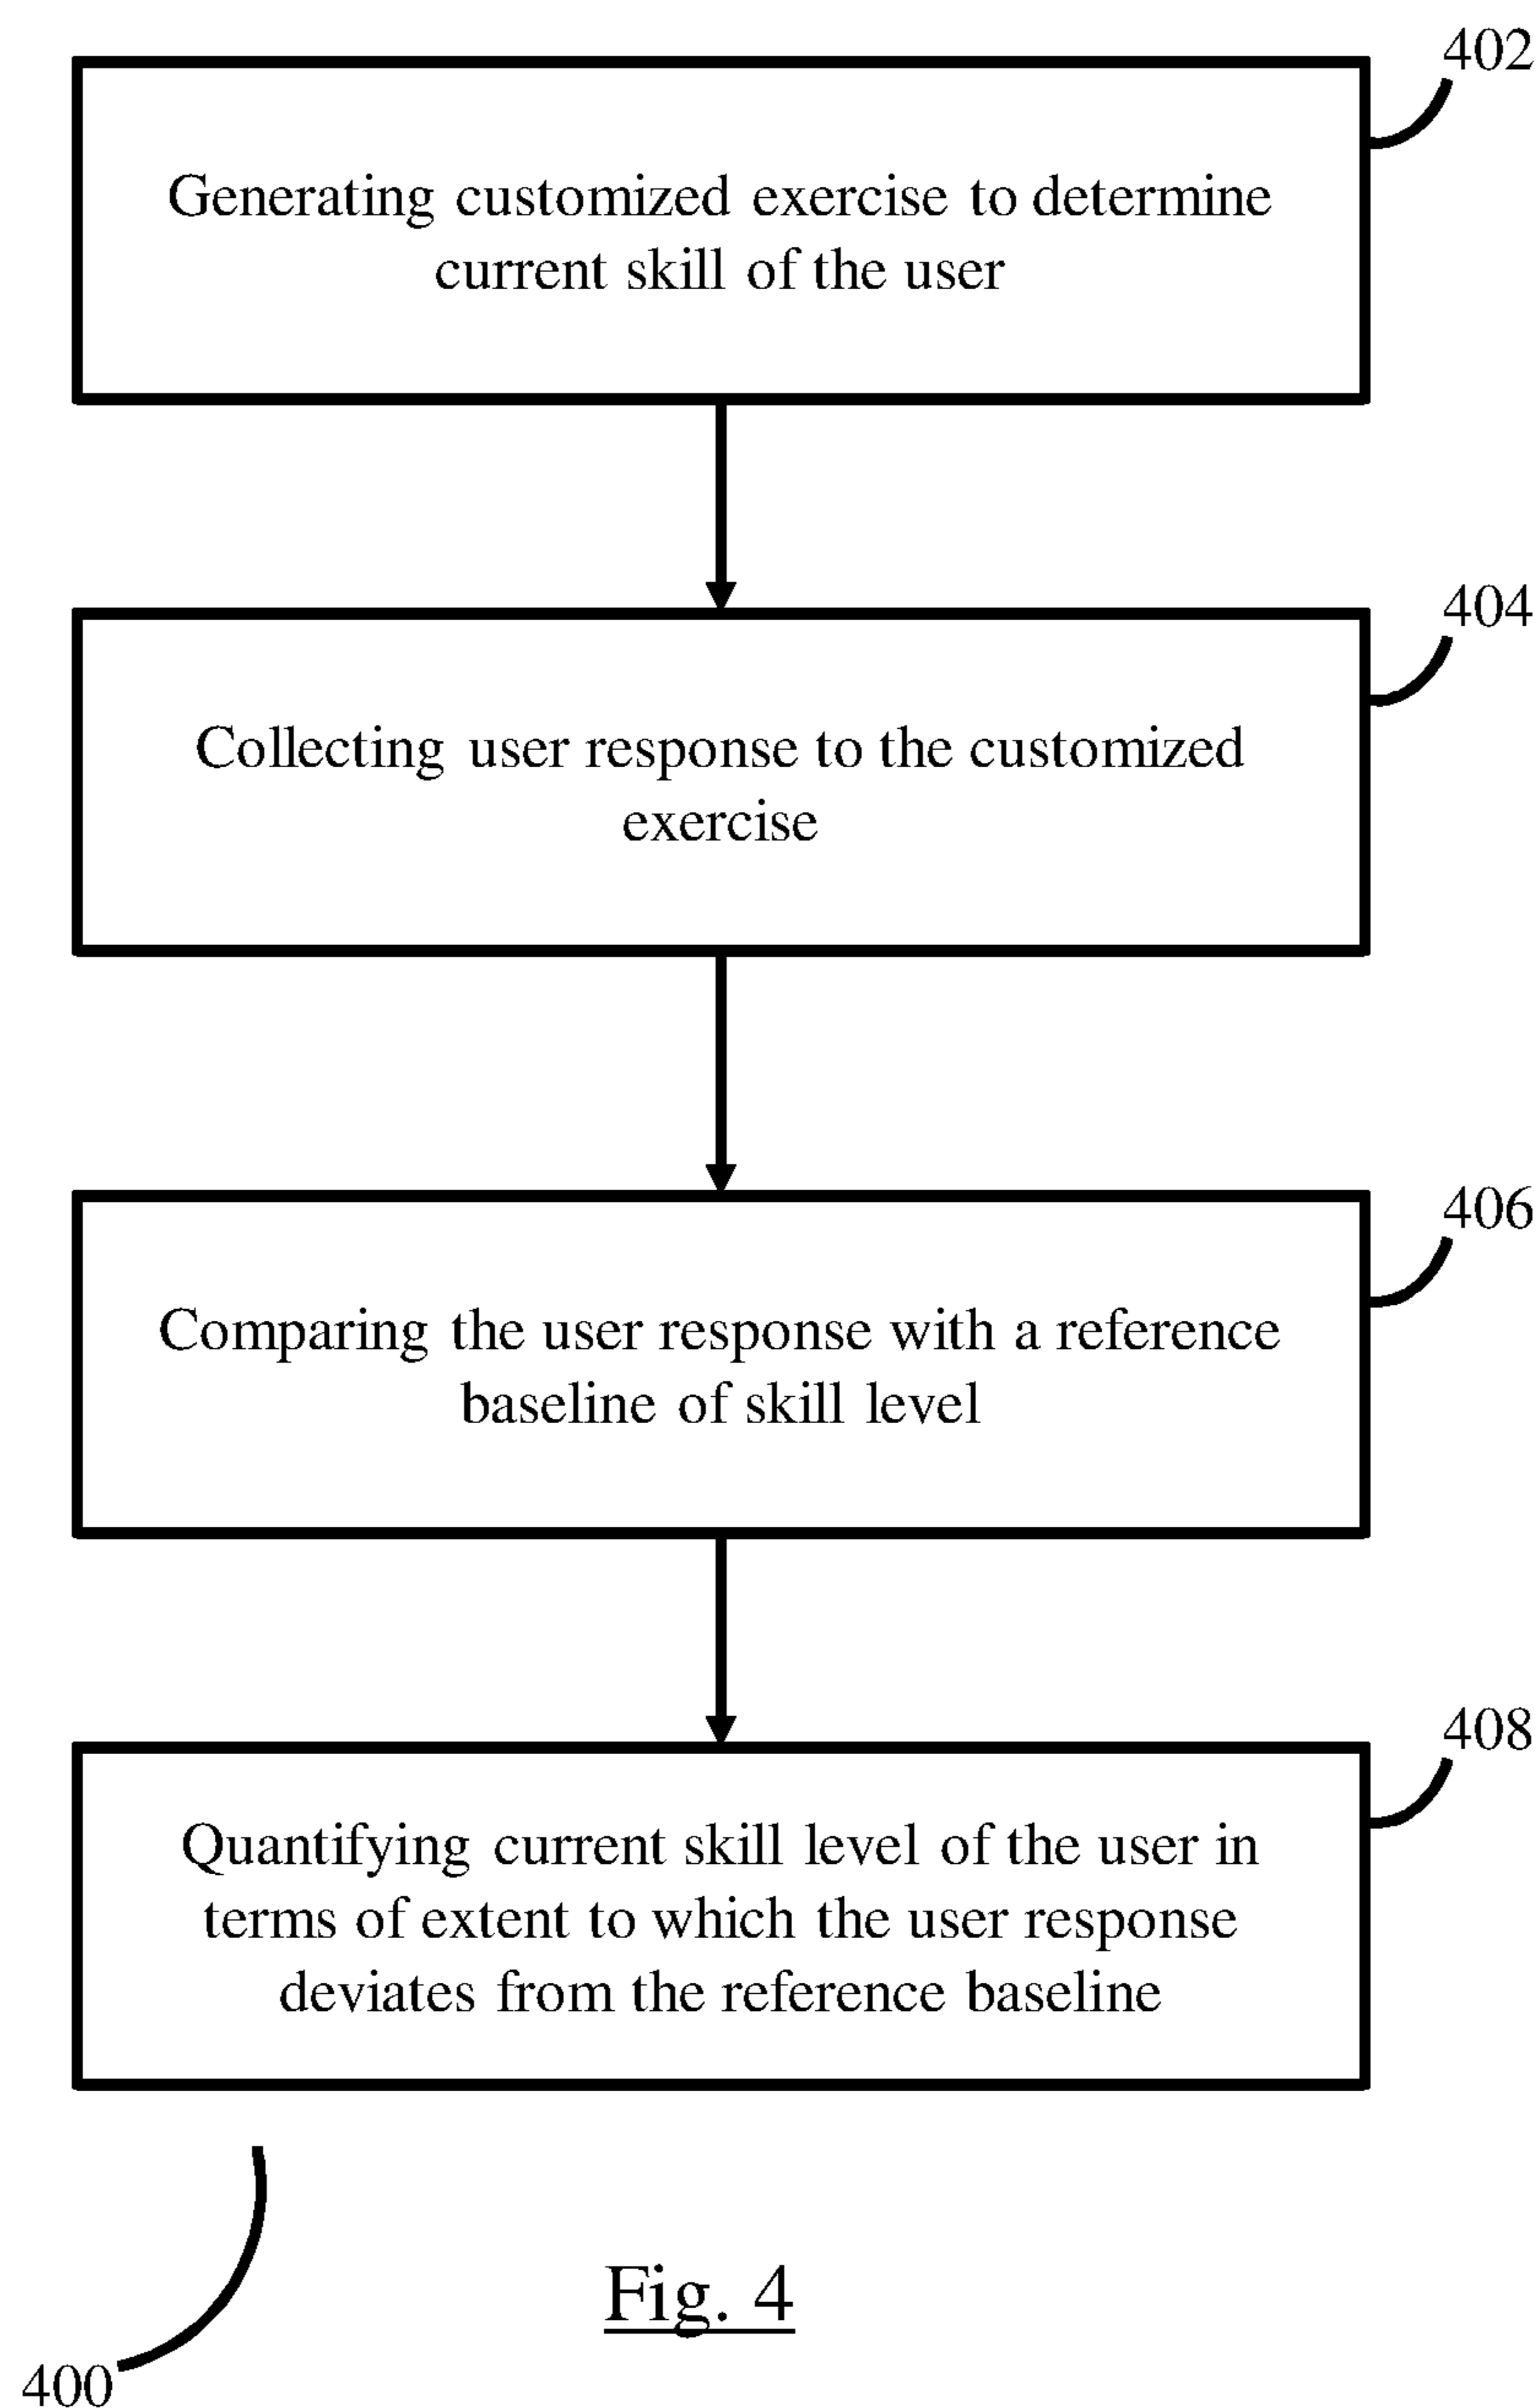 402
Generating customized exercise to determine
current skill of the user
404
Collecting user response to the customized
exercise
406
Comparing the user response with a reference
baseline of skill level
408
Quantifying current skill level of the user in
terms of extent to which the user response
deviates from the reference baseline
Fig. 4
400